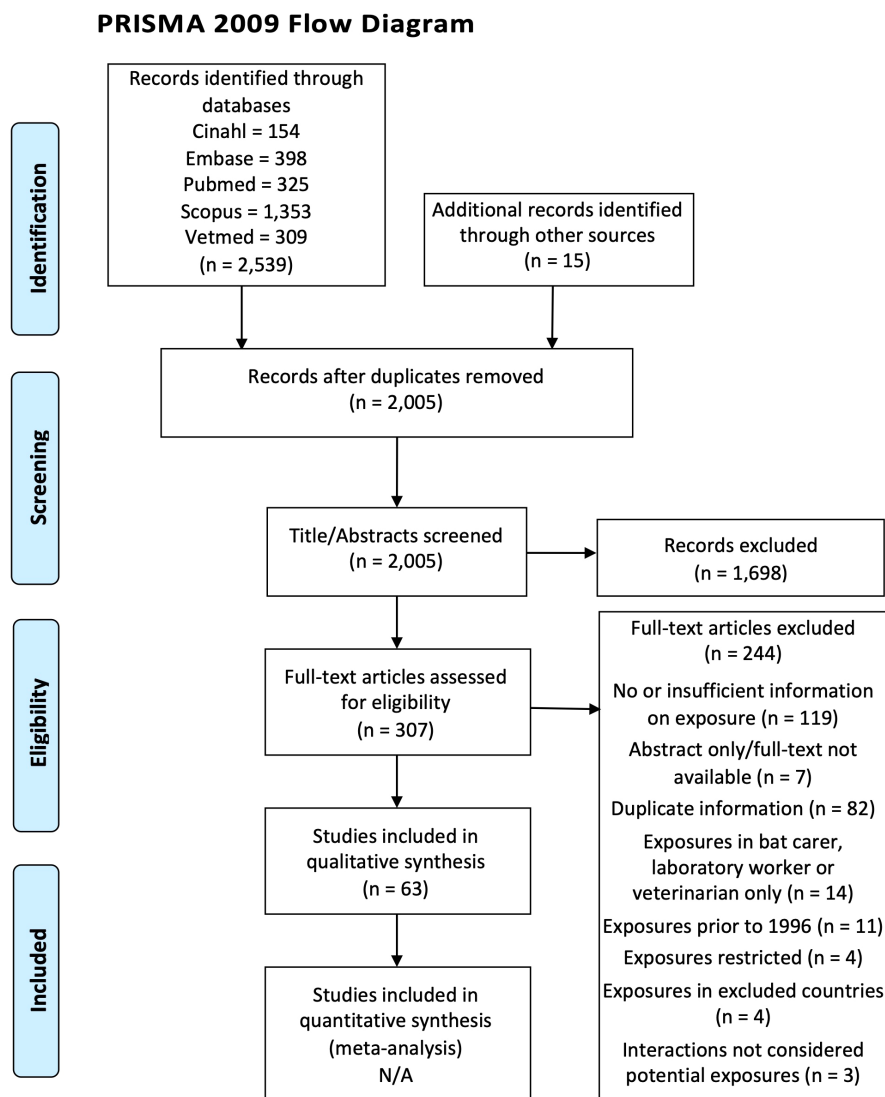 PRISMA 2009 Flow Diagram
Identification
Records identified through
databases
Cinahl = 154
Embase = 398
Pubmed = 325
Scopus = 1,353
Vetmed = 309
(n = 2,539)
Additional records identified
through other sources
(n = 15)
Screening
Records after duplicates removed
(n = 2,005)
Title/Abstracts screened
(n = 2,005)
Records excluded
(n = 1,698)
Eligibility
Full-text articles assessed
for eligibility
(n = 307)
Full-text articles excluded
(n = 244)
No or insufficient information
on exposure (n = 119)
Abstract only/full-text not
available (n = 7)
Duplicate information (n = 82)
Exposures in bat carer,
laboratory worker or
veterinarian only
(n = 14)
Exposures prior to 1996 (n = 11)
Exposures restricted (n = 4)
Exposures in excluded countries
(n = 4)
Interactions not considered
potential exposures (n = 3)
Included
Studies included in
qualitative synthesis
(n = 63)
Studies included in
quantitative synthesis
(meta-analysis)
N/A